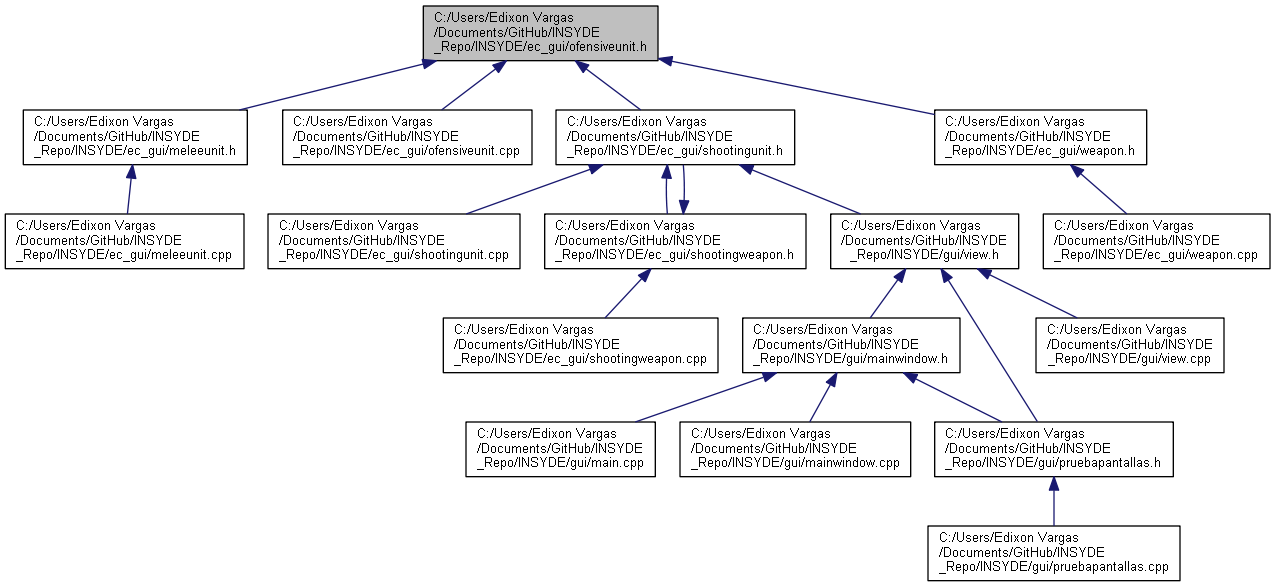 C:/Users/Edixon Vargas
/Documents/GitHub/INSYDE
_Repo/INSYDE/ec_gui/ofensiveunit.h
C:/Users/Edixon Vargas
/Documents/GitHub/INSYDE
_Repo/INSYDE/ec_gui/meleeunit.h
C:/Users/Edixon Vargas
/Documents/GitHub/INSYDE
_Repo/INSYDE/ec_gui/ofensiveunit.cpp
C:/Users/Edixon Vargas
/Documents/GitHub/INSYDE
_Repo/INSYDE/ec_gui/shootingunit.h
C:/Users/Edixon Vargas
/Documents/GitHub/INSYDE
_Repo/INSYDE/ec_gui/weapon.h
C:/Users/Edixon Vargas
/Documents/GitHub/INSYDE
_Repo/INSYDE/ec_gui/meleeunit.cpp
C:/Users/Edixon Vargas
/Documents/GitHub/INSYDE
_Repo/INSYDE/ec_gui/shootingunit.cpp
C:/Users/Edixon Vargas
/Documents/GitHub/INSYDE
_Repo/INSYDE/ec_gui/shootingweapon.h
C:/Users/Edixon Vargas
/Documents/GitHub/INSYDE
_Repo/INSYDE/gui/view.h
C:/Users/Edixon Vargas
/Documents/GitHub/INSYDE
_Repo/INSYDE/ec_gui/weapon.cpp
C:/Users/Edixon Vargas
/Documents/GitHub/INSYDE
_Repo/INSYDE/ec_gui/shootingweapon.cpp
C:/Users/Edixon Vargas
/Documents/GitHub/INSYDE
_Repo/INSYDE/gui/mainwindow.h
C:/Users/Edixon Vargas
/Documents/GitHub/INSYDE
_Repo/INSYDE/gui/view.cpp
C:/Users/Edixon Vargas
/Documents/GitHub/INSYDE
_Repo/INSYDE/gui/main.cpp
C:/Users/Edixon Vargas
/Documents/GitHub/INSYDE
_Repo/INSYDE/gui/mainwindow.cpp
C:/Users/Edixon Vargas
/Documents/GitHub/INSYDE
_Repo/INSYDE/gui/pruebapantallas.h
C:/Users/Edixon Vargas
/Documents/GitHub/INSYDE
_Repo/INSYDE/gui/pruebapantallas.cpp